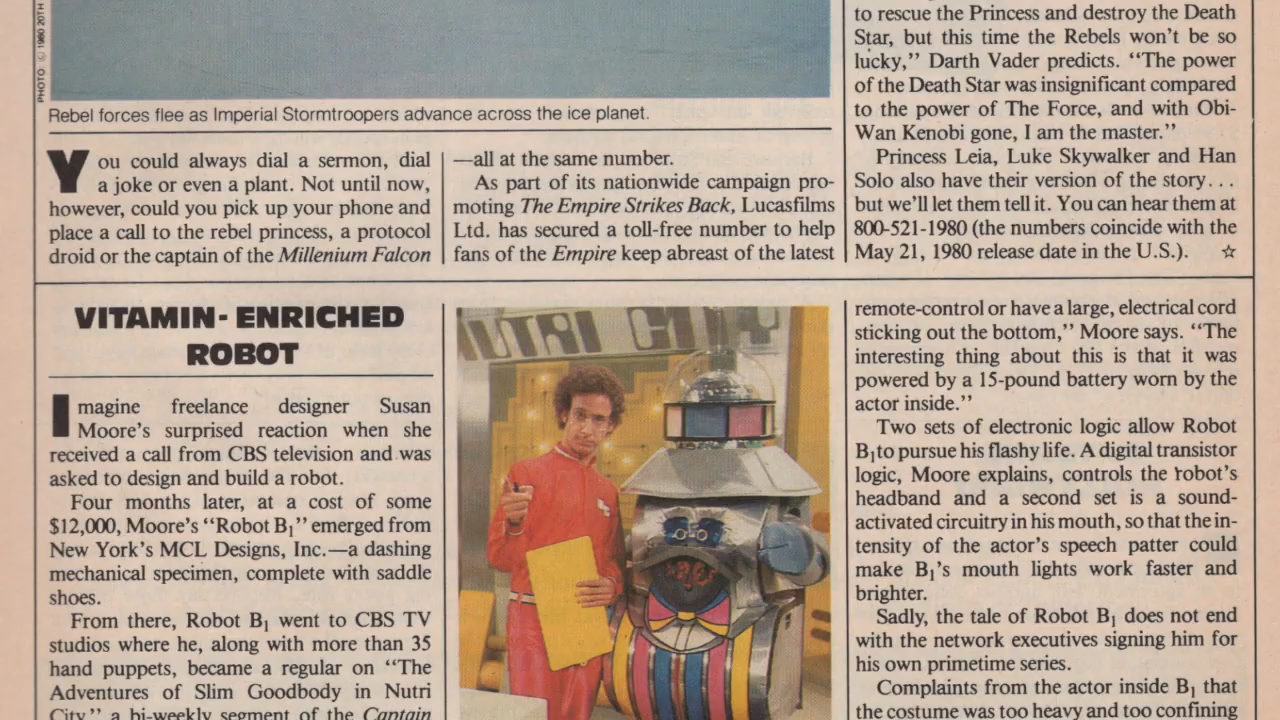 PHOTO: © 1980 20TH
Rebel forces flee as Imperial Stormtroopers advance across the ice planet.
You could always dial a sermon, dial
a joke or even a plant. Not until now,
however, could you pick up your phone and
place a call to the rebel princess, a protocol
droid or the captain of the Millenium Falcon
—all at the same number.
As part of its nationwide campaign pro-
moting The Empire Strikes Back, Lucasfilms
Ltd. has secured a toll-free number to help
fans of the Empire keep abreast of the latest
to rescue the Princess and destroy the Death
Star, but this time the Rebels won't be so
lucky,” Darth Vader predicts. “The power
of the Death Star was insignificant compared
to the power of The Force, and with Obi-
Wan Kenobi gone, I am the master.”
Princess Leia, Luke Skywalker and Han
Solo also have their version of the story...
but we'll let them tell it. You can hear them at
800-521-1980 (the numbers coincide with the
May 21, 1980 release date in the U.S.). ☆
VITAMIN-ENRICHED
ROBOT
Imagine freelance designer Susan
Moore's surprised reaction when she
received a call from CBS television and was
asked to design and build a robot.
Four months later, at a cost of some
$12,000, Moore's “Robot B₁” emerged from
New York's MCL Designs, Inc.—a dashing
mechanical specimen, complete with saddle
shoes.
From there, Robot B₁ went to CBS TV
studios where he, along with more than 35
hand puppets, became a regular on “The
Adventures of Slim Goodbody in Nutri
City,” a bi-weekly segment of the Captain
NUTRI CITY
remote-control or have a large, electrical cord
sticking out the bottom,” Moore says. “The
interesting thing about this is that it was
powered by a 15-pound battery worn by the
actor inside.”
Two sets of electronic logic allow Robot
B₁ to pursue his flashy life. A digital transistor
logic, Moore explains, controls the robot's
headband and a second set is a sound-
activated circuitry in his mouth, so that the in-
tensity of the actor's speech patter could
make B₁'s mouth lights work faster and
brighter.
Sadly, the tale of Robot B₁ does not end
with the network executives signing him for
his own primetime series.
Complaints from the actor inside B₁ that
the costume was too heavy and too confining